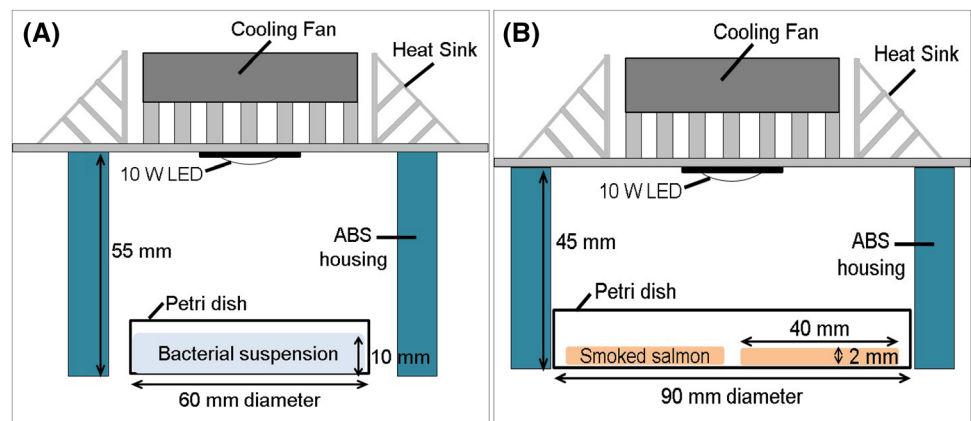 (A)
Cooling Fan
Heat Sink
10 W LED
55 mm
ABS
housing
Petri dish
Bacterial suspension
10 mm
60 mm diameter
(B)
Cooling Fan
Heat Sink
10 W LED
45 mm
ABS
housing
Petri dish
40 mm
Smoked salmon
2 mm
90 mm diameter